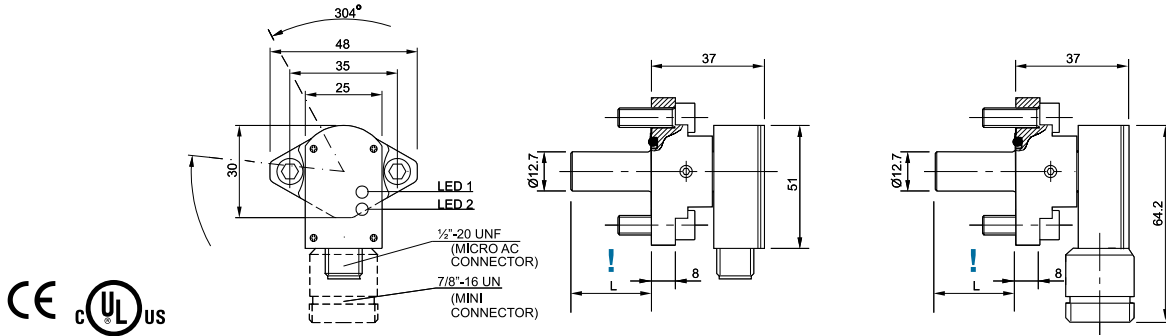 304°
48
35
25
30
LED 1
LED 2
½"-20 UNF
(MICRO AC
CONNECTOR)
7/8"-16 UN
(MINI
CONNECTOR)
37
Ø12.7
51
!
L
8
37
Ø12.7
64.2
!
L
8
CE
C UL US
®